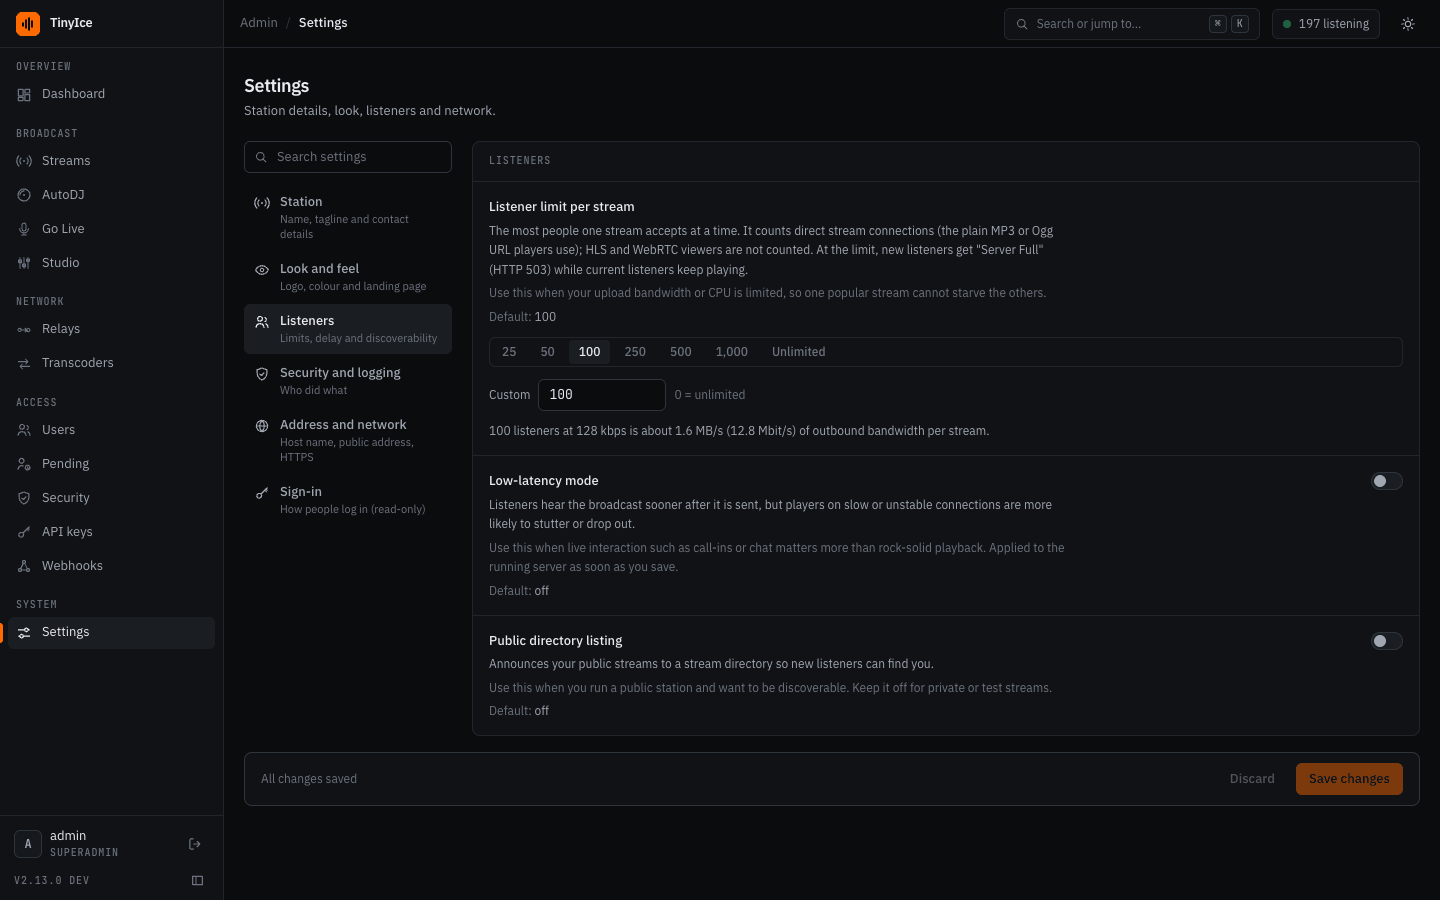 TinyIce
Admin / Settings
Search or jump to...
⌘ K
197 listening
OVERVIEW
Dashboard
BROADCAST
Streams
AutoDJ
Go Live
Studio
NETWORK
Relays
Transcoders
ACCESS
Users
Pending
Security
API keys
Webhooks
SYSTEM
Settings
admin
SUPERADMIN
A
V2.13.0 DEV
Settings
Station details, look, listeners and network.
Search settings
Station
Name, tagline and contact
details
Look and feel
Logo, colour and landing page
Listeners
Limits, delay and discoverability
Security and logging
Who did what
Address and network
Host name, public address,
HTTPS
Sign-in
How people log in (read-only)
LISTENERS
Listener limit per stream
The most people one stream accepts at a time. It counts direct stream connections (the plain MP3 or Ogg
URL players use); HLS and WebRTC viewers are not counted. At the limit, new listeners get "Server Full"
(HTTP 503) while current listeners keep playing.
Use this when your upload bandwidth or CPU is limited, so one popular stream cannot starve the others.
Default: 100
25 50 100 250 500 1,000 Unlimited
Custom 100 0 = unlimited
100 listeners at 128 kbps is about 1.6 MB/s (12.8 Mbit/s) of outbound bandwidth per stream.
Low-latency mode
Listeners hear the broadcast sooner after it is sent, but players on slow or unstable connections are more
likely to stutter or drop out.
Use this when live interaction such as call-ins or chat matters more than rock-solid playback. Applied to the
running server as soon as you save.
Default: off
Public directory listing
Announces your public streams to a stream directory so new listeners can find you.
Use this when you run a public station and want to be discoverable. Keep it off for private or test streams.
Default: off
All changes saved
Discard
Save changes